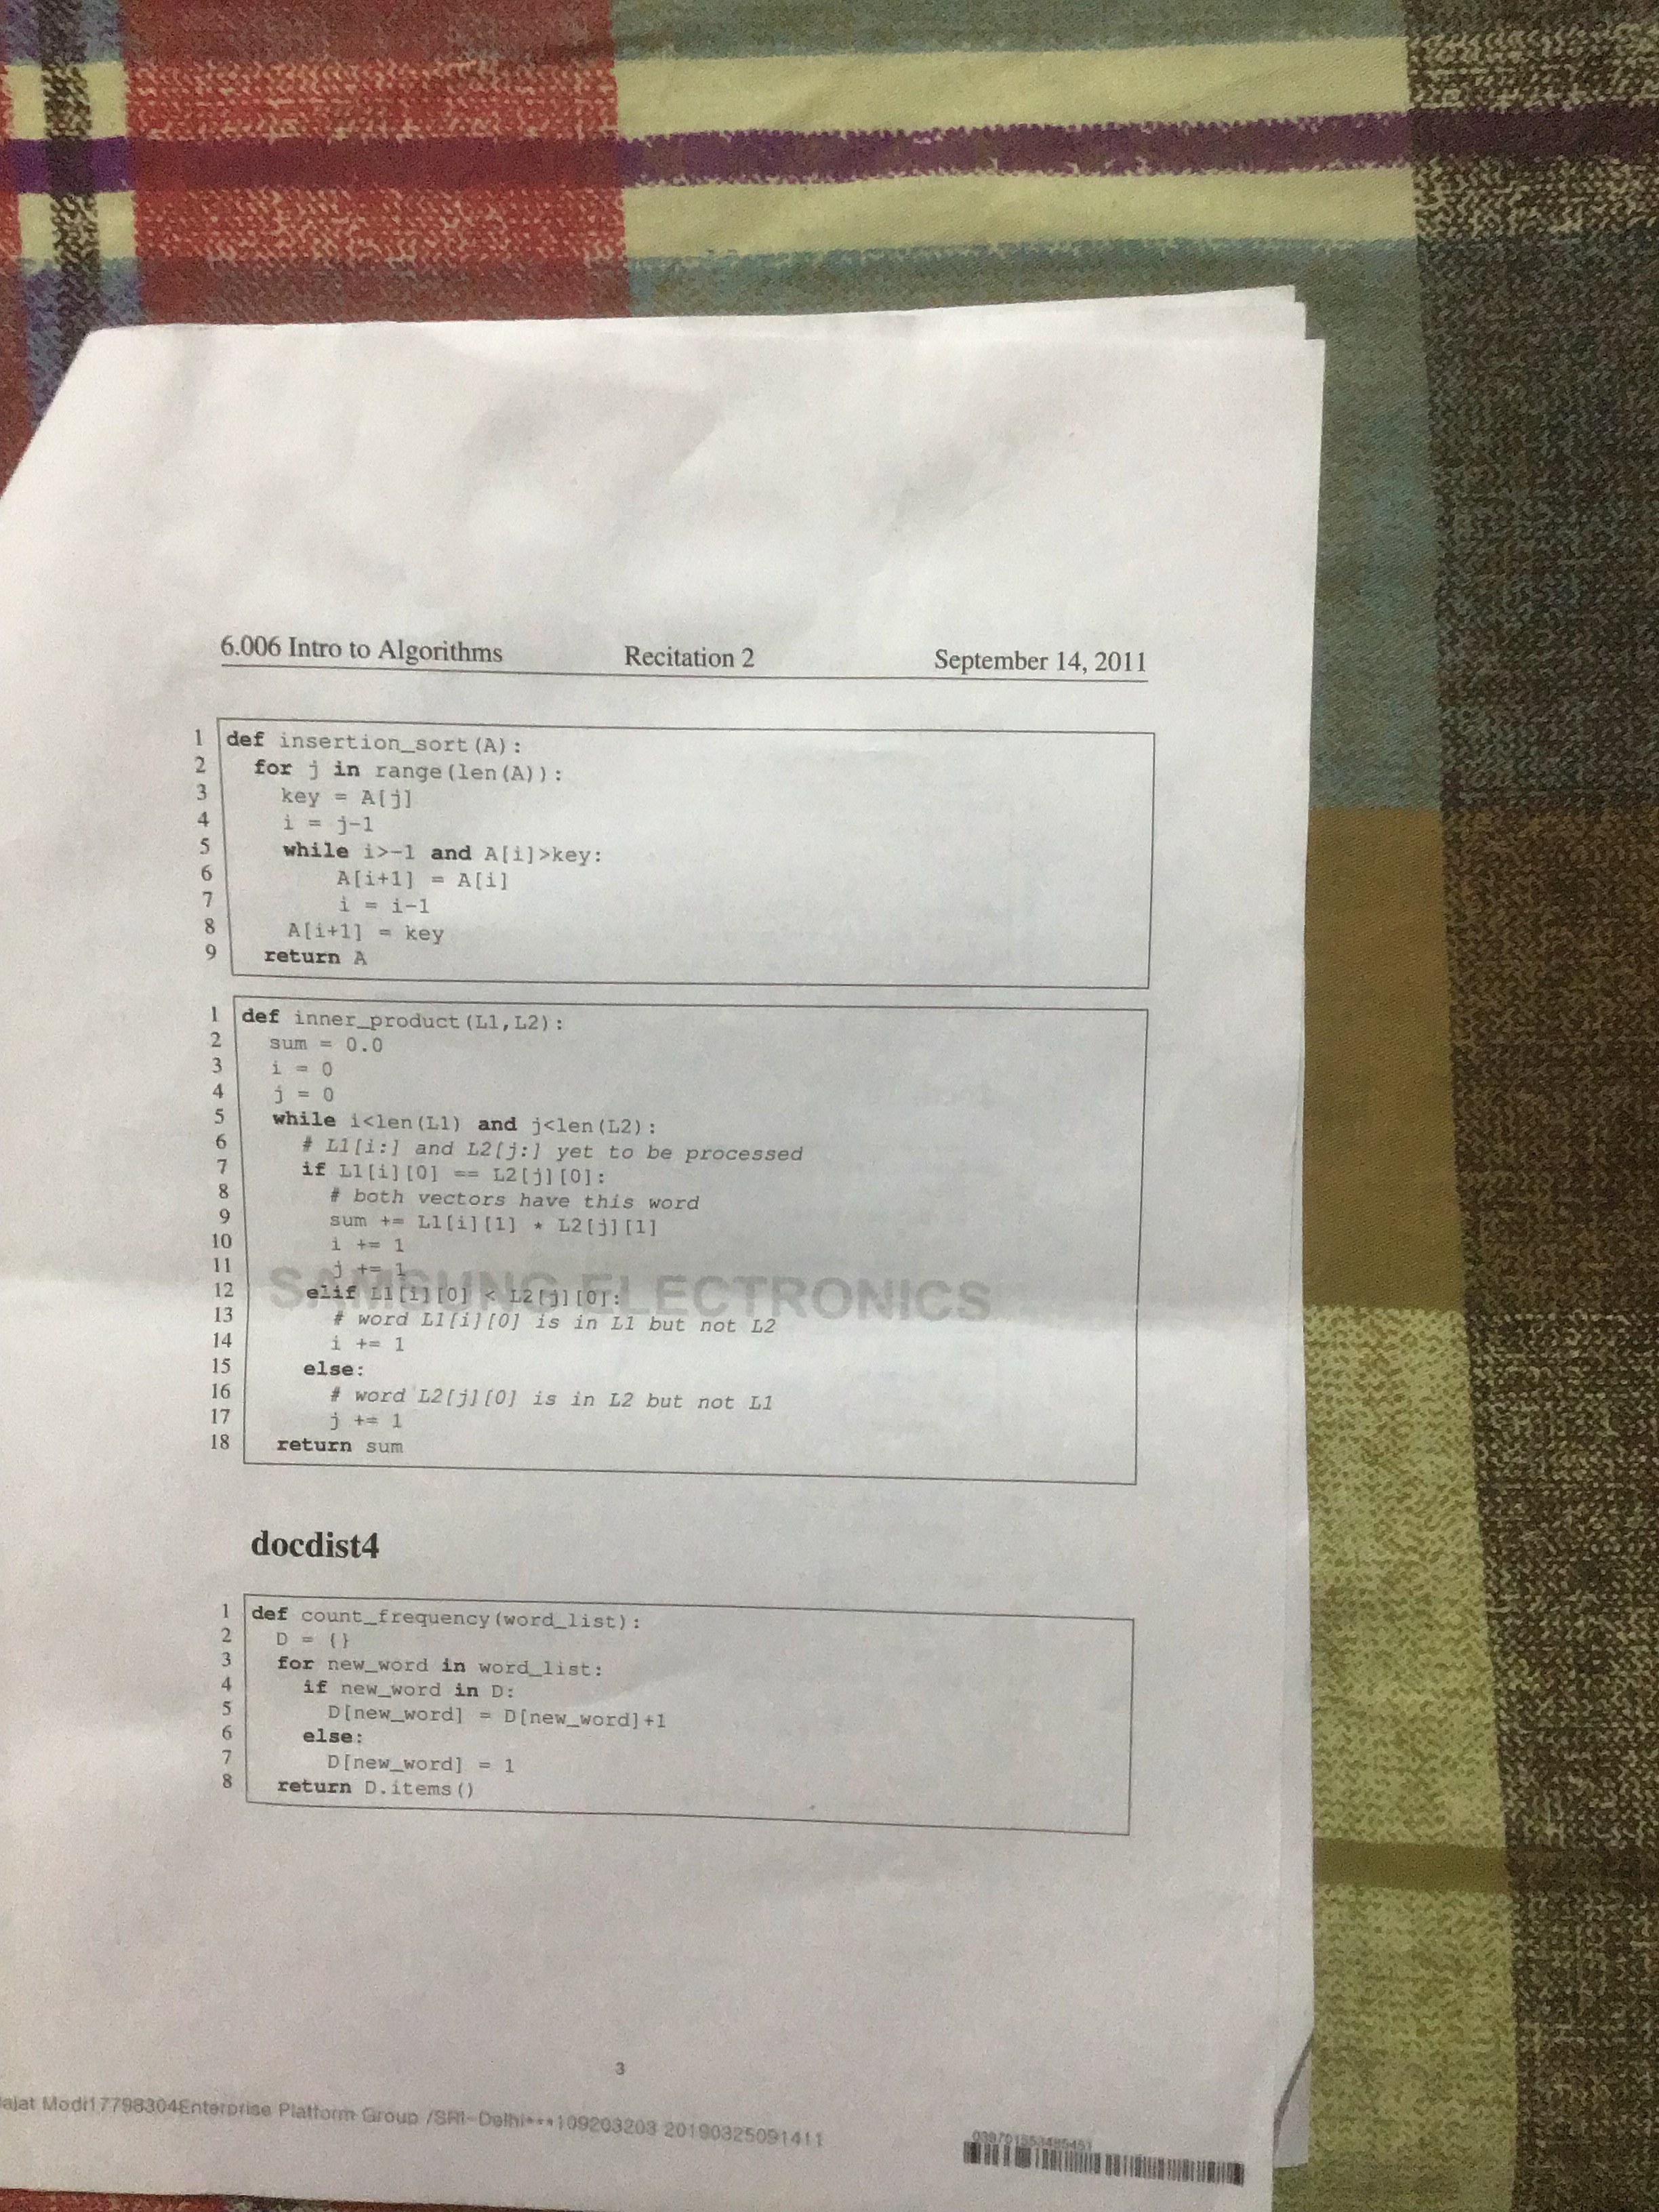 6.006 Intro to Algorithms Recitation 2 September 14, 2011
1 def insertion_sort(A):
2 for j in range(len(A)):
3 key = A[j]
4 i = j-1
5 while i>-1 and A[i]>key:
6 A[i+1] = A[i]
7 i = i-1
8 A[i+1] = key
9 return A
1 def inner_product(L1,L2):
2 sum = 0.0
3 i = 0
4 j = 0
5 while i<len(L1) and j<len(L2):
6 # L1[i:] and L2[j:] yet to be processed
7 if L1[i][0] == L2[j][0]:
8 # both vectors have this word
9 sum += L1[i][1] * L2[j][1]
10 i += 1
11 j += 1
SAMSUNG ELECTRONICS
12 elif L1[i][0] < L2[j][0]:
13 # word L1[i][0] is in L1 but not L2
14 i += 1
15 else:
16 # word L2[j][0] is in L2 but not L1
17 j += 1
18 return sum
docdist4
1 def count_frequency(word_list):
2 D = {}
3 for new_word in word_list:
4 if new_word in D:
5 D[new_word] = D[new_word]+1
6 else:
7 D[new_word] = 1
8 return D.items()
3
ajat Modi17798304Enterprise Platform Group /SRI-Delhi***109203203 20190325091411